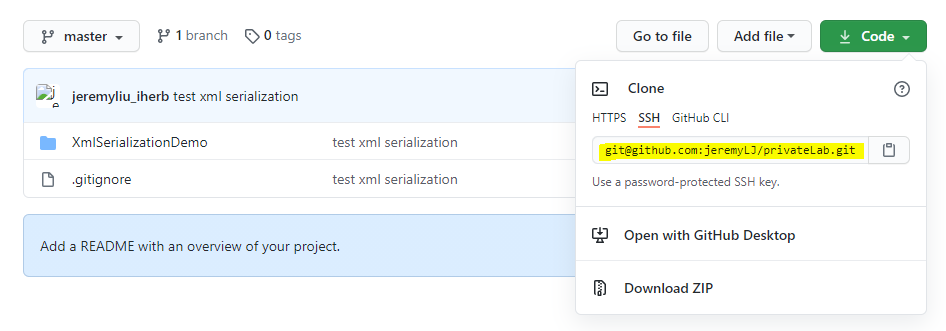 master 1 branch 0 tags Go to file Add file Code
jeremyliu_iherb test xml serialization
XmlSerializationDemo test xml serialization
.gitignore test xml serialization
Add a README with an overview of your project.
Clone
HTTPS SSH GitHub CLI
git@github.com:jeremyLJ/privateLab.git
Use a password-protected SSH key.
Open with GitHub Desktop
Download ZIP